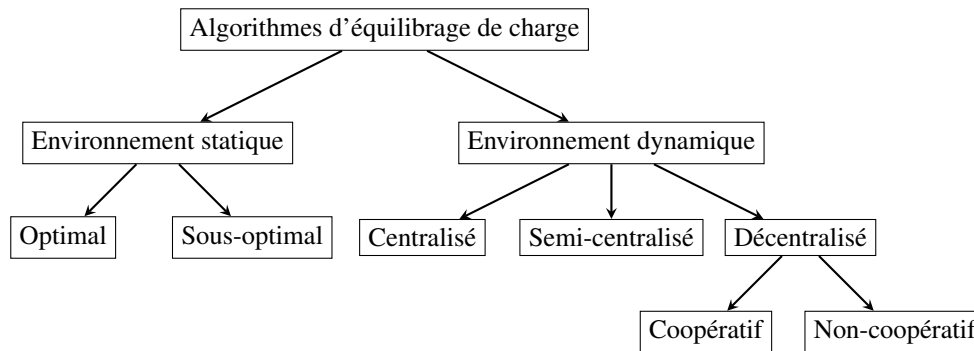 Algorithmes d'équilibrage de charge
Environnement statique
Environnement dynamique
Optimal
Sous-optimal
Centralisé
Semi-centralisé
Décentralisé
Coopératif
Non-coopératif